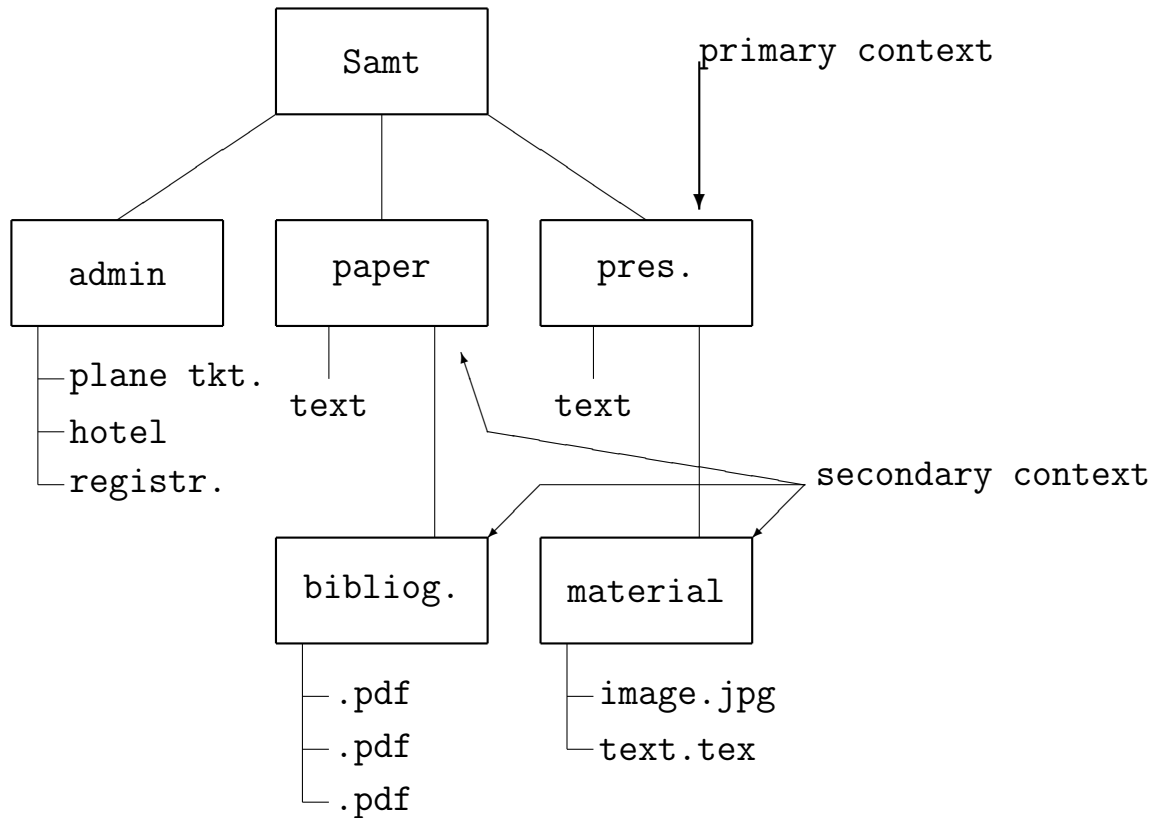 Samt
primary context
admin
paper
pres.
plane tkt.
hotel
registr.
text
text
secondary context
bibliog.
material
.pdf
.pdf
.pdf
image.jpg
text.tex